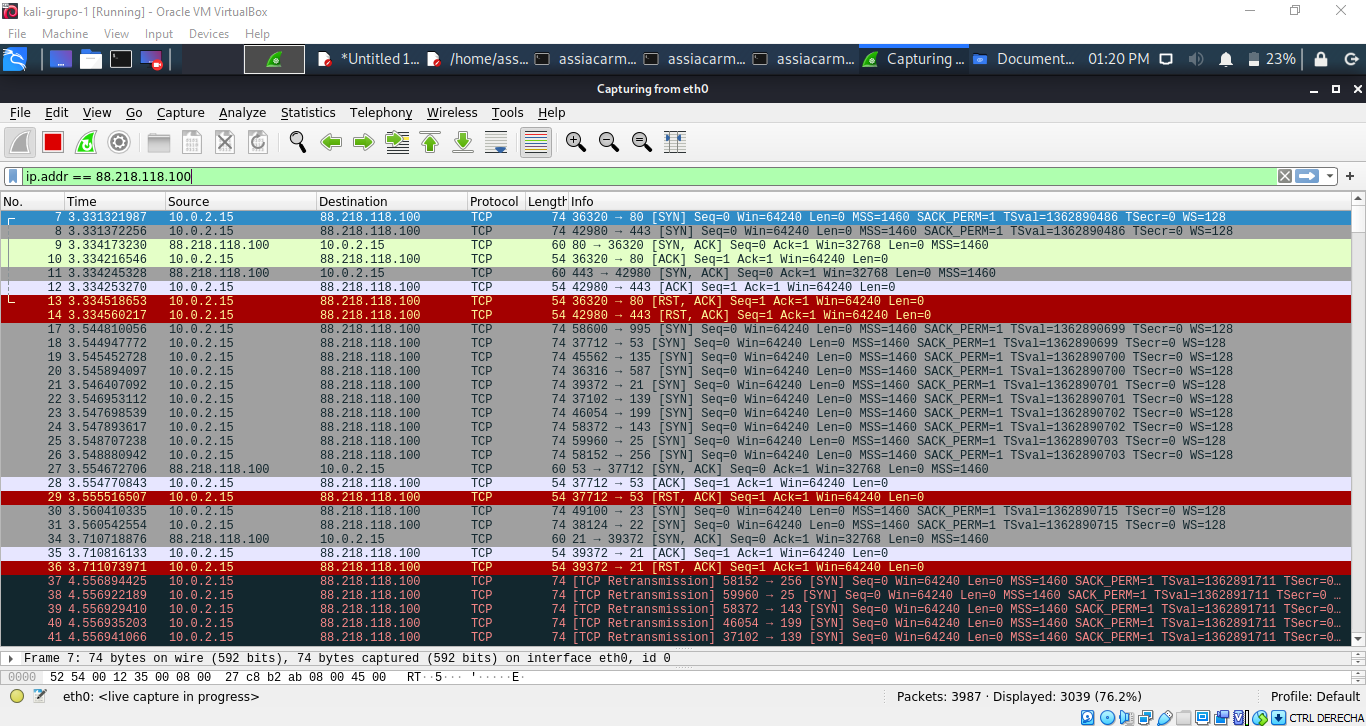 kali-grupo-1 [Running] - Oracle VM VirtualBox
File Machine View Input Devices Help
*Untitled 1... /home/ass... assiacarm... assiacarm... assiacarm... Capturing ... Document... 01:20 PM 23%
Capturing from eth0
File Edit View Go Capture Analyze Statistics Telephony Wireless Tools Help
ip.addr == 88.218.118.100
No. Time Source Destination Protocol Length Info
7 3.331321987 10.0.2.15 88.218.118.100 TCP 74 36320 → 80 [SYN] Seq=0 Win=64240 Len=0 MSS=1460 SACK_PERM=1 TSval=1362890486 TSecr=0 WS=128
8 3.331372256 10.0.2.15 88.218.118.100 TCP 74 42980 → 443 [SYN] Seq=0 Win=64240 Len=0 MSS=1460 SACK_PERM=1 TSval=1362890486 TSecr=0 WS=128
9 3.334173230 88.218.118.100 10.0.2.15 TCP 60 80 → 36320 [SYN, ACK] Seq=0 Ack=1 Win=32768 Len=0 MSS=1460
10 3.334216546 10.0.2.15 88.218.118.100 TCP 54 36320 → 80 [ACK] Seq=1 Ack=1 Win=64240 Len=0
11 3.334245328 88.218.118.100 10.0.2.15 TCP 60 443 → 42980 [SYN, ACK] Seq=0 Ack=1 Win=32768 Len=0 MSS=1460
12 3.334253270 10.0.2.15 88.218.118.100 TCP 54 42980 → 443 [ACK] Seq=1 Ack=1 Win=64240 Len=0
13 3.334518653 10.0.2.15 88.218.118.100 TCP 54 36320 → 80 [RST, ACK] Seq=1 Ack=1 Win=64240 Len=0
14 3.334560217 10.0.2.15 88.218.118.100 TCP 54 42980 → 443 [RST, ACK] Seq=1 Ack=1 Win=64240 Len=0
17 3.544810056 10.0.2.15 88.218.118.100 TCP 74 58600 → 995 [SYN] Seq=0 Win=64240 Len=0 MSS=1460 SACK_PERM=1 TSval=1362890699 TSecr=0 WS=128
18 3.544947772 10.0.2.15 88.218.118.100 TCP 74 37712 → 53 [SYN] Seq=0 Win=64240 Len=0 MSS=1460 SACK_PERM=1 TSval=1362890699 TSecr=0 WS=128
19 3.545452728 10.0.2.15 88.218.118.100 TCP 74 45562 → 135 [SYN] Seq=0 Win=64240 Len=0 MSS=1460 SACK_PERM=1 TSval=1362890700 TSecr=0 WS=128
20 3.545894097 10.0.2.15 88.218.118.100 TCP 74 36316 → 587 [SYN] Seq=0 Win=64240 Len=0 MSS=1460 SACK_PERM=1 TSval=1362890700 TSecr=0 WS=128
21 3.546407092 10.0.2.15 88.218.118.100 TCP 74 39372 → 21 [SYN] Seq=0 Win=64240 Len=0 MSS=1460 SACK_PERM=1 TSval=1362890701 TSecr=0 WS=128
22 3.546953112 10.0.2.15 88.218.118.100 TCP 74 37102 → 139 [SYN] Seq=0 Win=64240 Len=0 MSS=1460 SACK_PERM=1 TSval=1362890701 TSecr=0 WS=128
23 3.547698539 10.0.2.15 88.218.118.100 TCP 74 46054 → 199 [SYN] Seq=0 Win=64240 Len=0 MSS=1460 SACK_PERM=1 TSval=1362890702 TSecr=0 WS=128
24 3.547893617 10.0.2.15 88.218.118.100 TCP 74 58372 → 143 [SYN] Seq=0 Win=64240 Len=0 MSS=1460 SACK_PERM=1 TSval=1362890702 TSecr=0 WS=128
25 3.548707238 10.0.2.15 88.218.118.100 TCP 74 59960 → 25 [SYN] Seq=0 Win=64240 Len=0 MSS=1460 SACK_PERM=1 TSval=1362890703 TSecr=0 WS=128
26 3.548880942 10.0.2.15 88.218.118.100 TCP 74 58152 → 256 [SYN] Seq=0 Win=64240 Len=0 MSS=1460 SACK_PERM=1 TSval=1362890703 TSecr=0 WS=128
27 3.554672706 88.218.118.100 10.0.2.15 TCP 60 53 → 37712 [SYN, ACK] Seq=0 Ack=1 Win=32768 Len=0 MSS=1460
28 3.554770843 10.0.2.15 88.218.118.100 TCP 54 37712 → 53 [ACK] Seq=1 Ack=1 Win=64240 Len=0
29 3.555516507 10.0.2.15 88.218.118.100 TCP 54 37712 → 53 [RST, ACK] Seq=1 Ack=1 Win=64240 Len=0
30 3.560410335 10.0.2.15 88.218.118.100 TCP 74 49100 → 23 [SYN] Seq=0 Win=64240 Len=0 MSS=1460 SACK_PERM=1 TSval=1362890715 TSecr=0 WS=128
31 3.560542554 10.0.2.15 88.218.118.100 TCP 74 38124 → 22 [SYN] Seq=0 Win=64240 Len=0 MSS=1460 SACK_PERM=1 TSval=1362890715 TSecr=0 WS=128
34 3.710718876 88.218.118.100 10.0.2.15 TCP 60 21 → 39372 [SYN, ACK] Seq=0 Ack=1 Win=32768 Len=0 MSS=1460
35 3.710816133 10.0.2.15 88.218.118.100 TCP 54 39372 → 21 [ACK] Seq=1 Ack=1 Win=64240 Len=0
36 3.711073971 10.0.2.15 88.218.118.100 TCP 54 39372 → 21 [RST, ACK] Seq=1 Ack=1 Win=64240 Len=0
37 4.556894425 10.0.2.15 88.218.118.100 TCP 74 [TCP Retransmission] 58152 → 256 [SYN] Seq=0 Win=64240 Len=0 MSS=1460 SACK_PERM=1 TSval=1362891711 TSecr=0...
38 4.556922189 10.0.2.15 88.218.118.100 TCP 74 [TCP Retransmission] 59960 → 25 [SYN] Seq=0 Win=64240 Len=0 MSS=1460 SACK_PERM=1 TSval=1362891711 TSecr=0 ...
39 4.556929410 10.0.2.15 88.218.118.100 TCP 74 [TCP Retransmission] 58372 → 143 [SYN] Seq=0 Win=64240 Len=0 MSS=1460 SACK_PERM=1 TSval=1362891711 TSecr=0...
40 4.556935203 10.0.2.15 88.218.118.100 TCP 74 [TCP Retransmission] 46054 → 199 [SYN] Seq=0 Win=64240 Len=0 MSS=1460 SACK_PERM=1 TSval=1362891711 TSecr=0...
41 4.556941066 10.0.2.15 88.218.118.100 TCP 74 [TCP Retransmission] 37102 → 139 [SYN] Seq=0 Win=64240 Len=0 MSS=1460 SACK_PERM=1 TSval=1362891711 TSecr=0...
Frame 7: 74 bytes on wire (592 bits), 74 bytes captured (592 bits) on interface eth0, id 0
0000 52 54 00 12 35 00 08 00 27 c8 b2 ab 08 00 45 00 RT··5··· '·····E·
eth0: <live capture in progress> Packets: 3987 · Displayed: 3039 (76.2%) Profile: Default
CTRL DERECHA